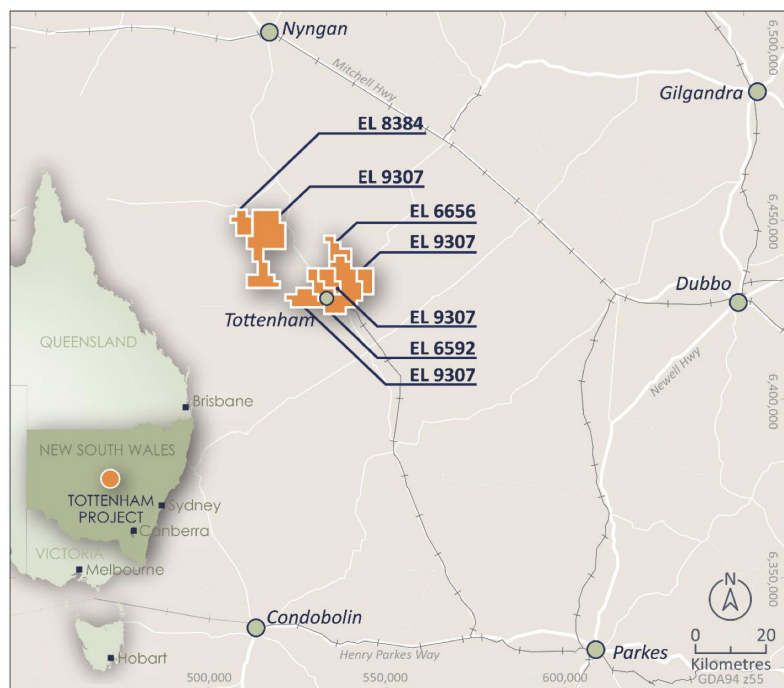 Nyngan
6,500,000
Mitchell Hwy
Gilgandra
EL 8384
EL 9307
EL 6656
EL 9307
6,450,000
Dubbo
EL 9307
Tottenham
EL 6592
EL 9307
Newell Hwy
6,400,000
QUEENSLAND
Brisbane
NEW SOUTH WALES
TOTTENHAM
PROJECT
Sydney
Canberra
VICTORIA
Melbourne
6,350,000
N
Condobolin
0 20
Parkes
Henry Parkes Way
Kilometres
Hobart
500,000
550,000
600,000
GDA94 z55